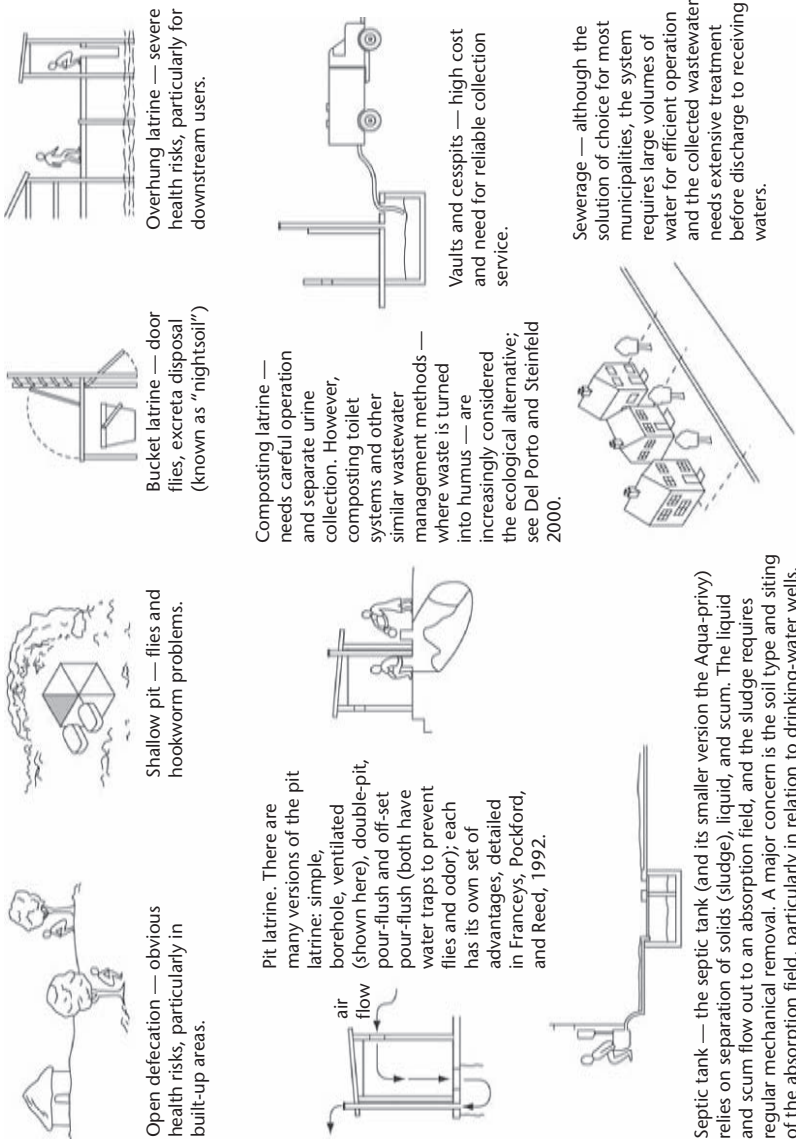 Open defecation — obvious
health risks, particularly in
built-up areas.
Shallow pit — flies and
hookworm problems.
Bucket latrine — door
flies, excreta disposal
(known as “nightsoil”)
Overhung latrine — severe
health risks, particularly for
downstream users.
air
flow
Pit latrine. There are
many versions of the pit
latrine: simple,
borehole, ventilated
(shown here), double-pit,
pour-flush and off-set
pour-flush (both have
water traps to prevent
flies and odor); each
has its own set of
advantages, detailed
in Franceys, Pockford,
and Reed, 1992.
Composting latrine —
needs careful operation
and separate urine
collection. However,
composting toilet
systems and other
similar wastewater
management methods —
where waste is turned
into humus — are
increasingly considered
the ecological alternative;
see Del Porto and Steinfeld
2000.
Vaults and cesspits — high cost
and need for reliable collection
service.
Septic tank — the septic tank (and its smaller version the Aqua-privy)
relies on separation of solids (sludge), liquid, and scum. The liquid
and scum flow out to an absorption field, and the sludge requires
regular mechanical removal. A major concern is the soil type and siting
of the absorption field, particularly in relation to drinking-water wells.
Sewerage — although the
solution of choice for most
municipalities, the system
requires large volumes of
water for efficient operation
and the collected wastewater
needs extensive treatment
before discharge to receiving
waters.